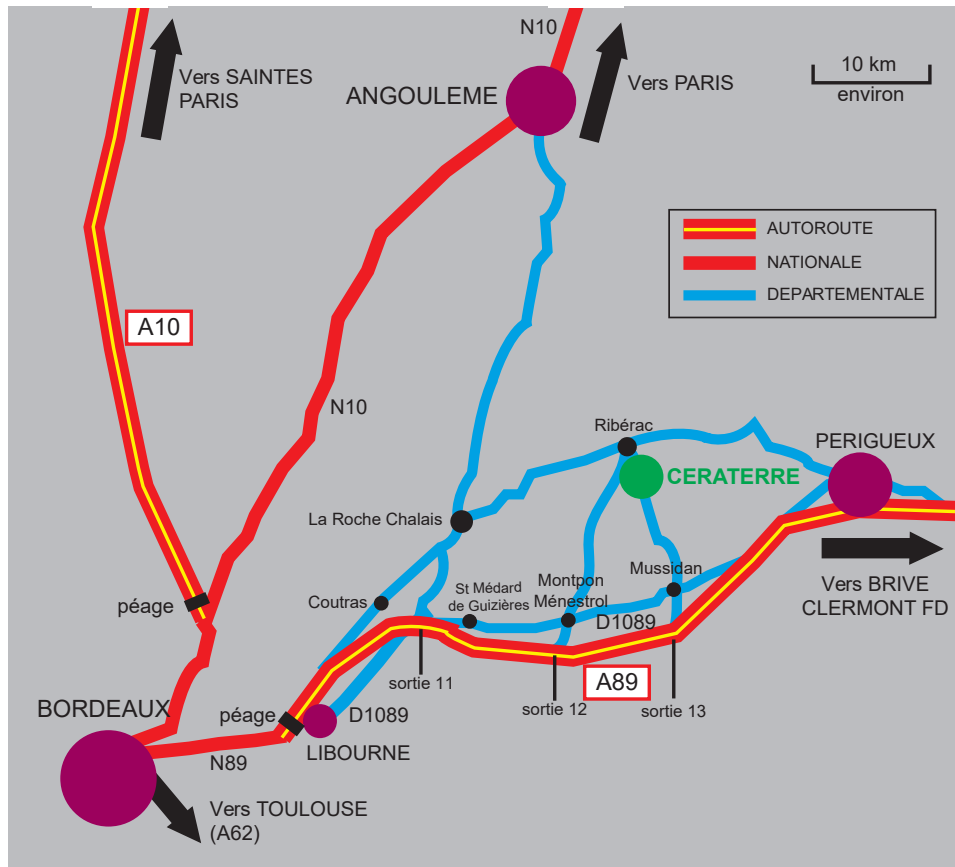 N10
10 km
environ
Vers SAINTES
PARIS
Vers PARIS
ANGOULEME
AUTOROUTE
NATIONALE
DEPARTEMENTALE
A10
N10
Ribérac
PERIGUEUX
CERATERRE
La Roche Chalais
péage
Coutras
St Médard
de Guizières
Montpon
Ménestrol
Mussidan
D1089
Vers BRIVE
CLERMONT FD
sortie 11
A89
sortie 12
sortie 13
BORDEAUX
péage
D1089
LIBOURNE
N89
Vers TOULOUSE
(A62)